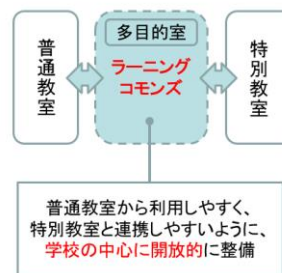 普通教室
多目的室
ラーニング
コモンズ
特別教室
普通教室から利用しやすく、
特別教室と連携しやすいように、
学校の中心に開放的に整備